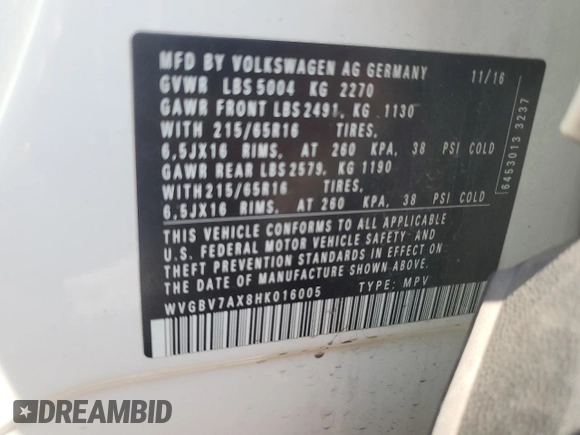 MFD BY VOLKSWAGEN AG GERMANY 11/16
GVWR LBS 5004 KG 2270
GAWR FRONT LBS 2491, KG 1130
WITH 215/65R16 TIRES,
6,5JX16 RIMS, AT 260 KPA, 38 PSI COLD
GAWR REAR LBS 2579, KG 1190
WITH 215/65R16 TIRES,
6,5JX16 RIMS, AT 260 KPA, 38 PSI COLD
THIS VEHICLE CONFORMS TO ALL APPLICABLE
U.S. FEDERAL MOTOR VEHICLE SAFETY AND
THEFT PREVENTION STANDARDS IN EFFECT ON
THE DATE OF MANUFACTURE SHOWN ABOVE.
WVGBV7AX8HK016005 TYPE: MPV
6453013 3237
DREAMBID